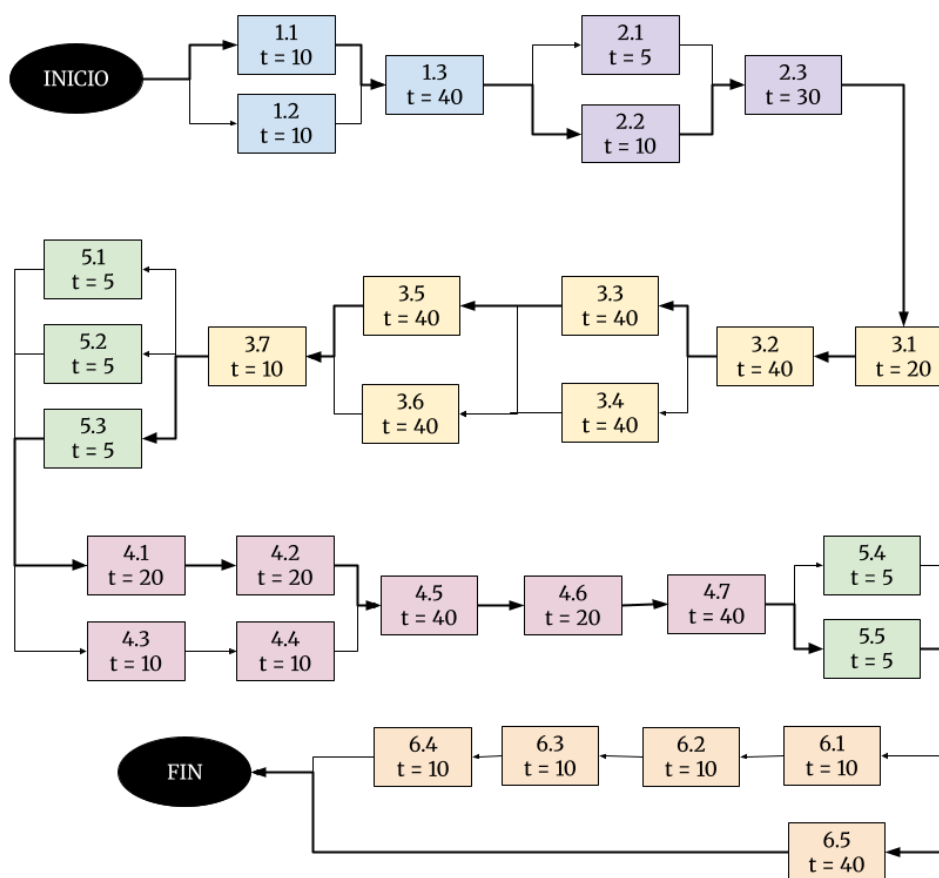 INICIO
1.1
t = 10
1.2
t = 10
1.3
t = 40
2.1
t = 5
2.2
t = 10
2.3
t = 30
3.1
t = 20
3.2
t = 40
3.3
t = 40
3.4
t = 40
3.5
t = 40
3.6
t = 40
3.7
t = 10
5.1
t = 5
5.2
t = 5
5.3
t = 5
4.1
t = 20
4.2
t = 20
4.3
t = 10
4.4
t = 10
4.5
t = 40
4.6
t = 20
4.7
t = 40
5.4
t = 5
5.5
t = 5
6.1
t = 10
6.2
t = 10
6.3
t = 10
6.4
t = 10
6.5
t = 40
FIN